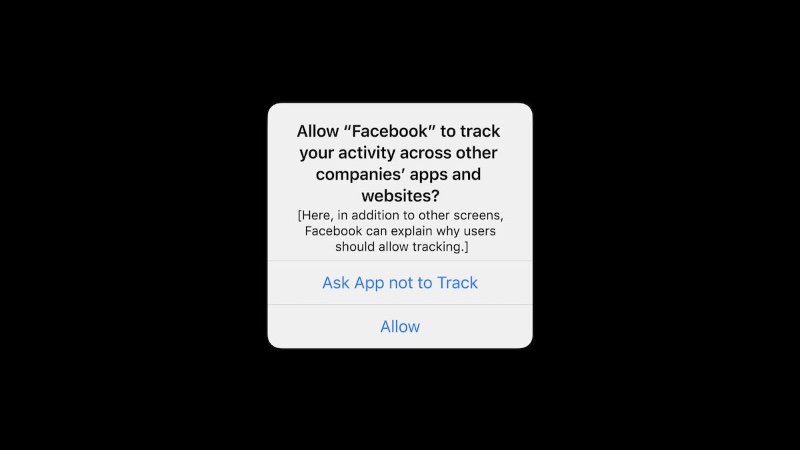 Allow “Facebook” to track
your activity across other
companies’ apps and
websites?
[Here, in addition to other screens,
Facebook can explain why users
should allow tracking.]
Ask App not to Track
Allow